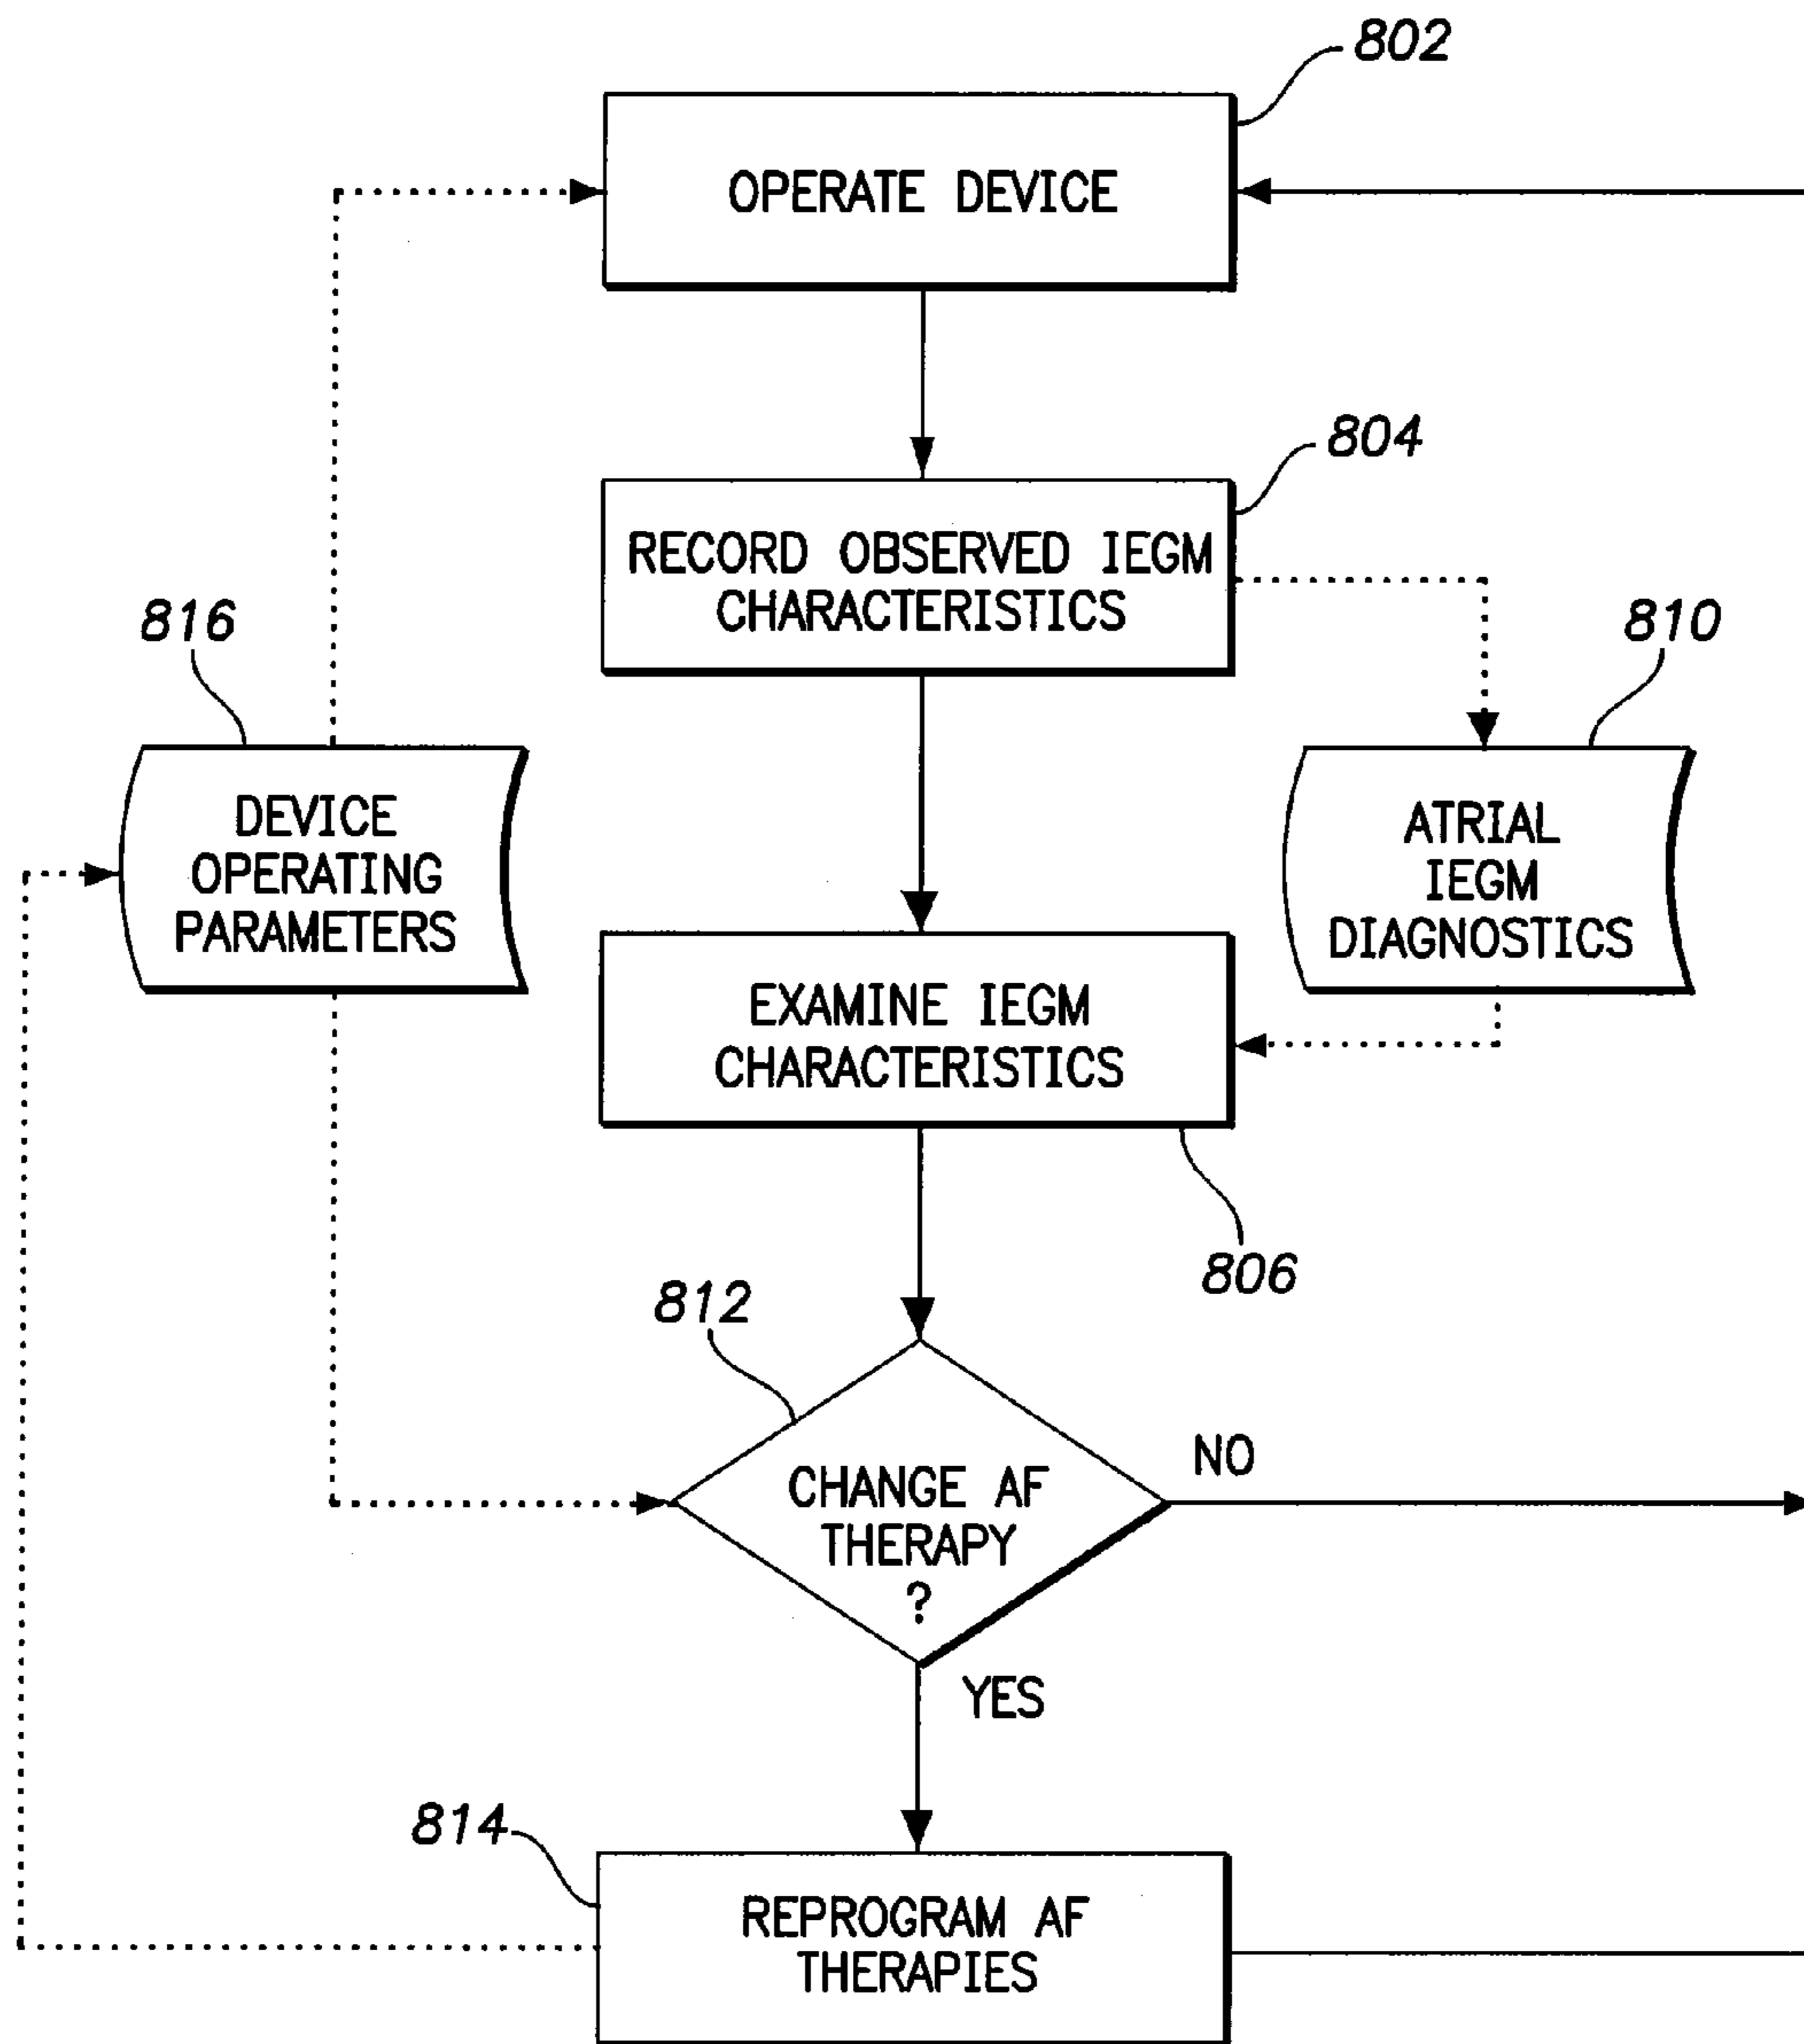 802
OPERATE DEVICE
804
RECORD OBSERVED IEGM
CHARACTERISTICS
816
810
DEVICE
OPERATING
PARAMETERS
ATRIAL
IEGM
DIAGNOSTICS
EXAMINE IEGM
CHARACTERISTICS
806
812
CHANGE AF
THERAPY
?
NO
YES
814
REPROGRAM AF
THERAPIES